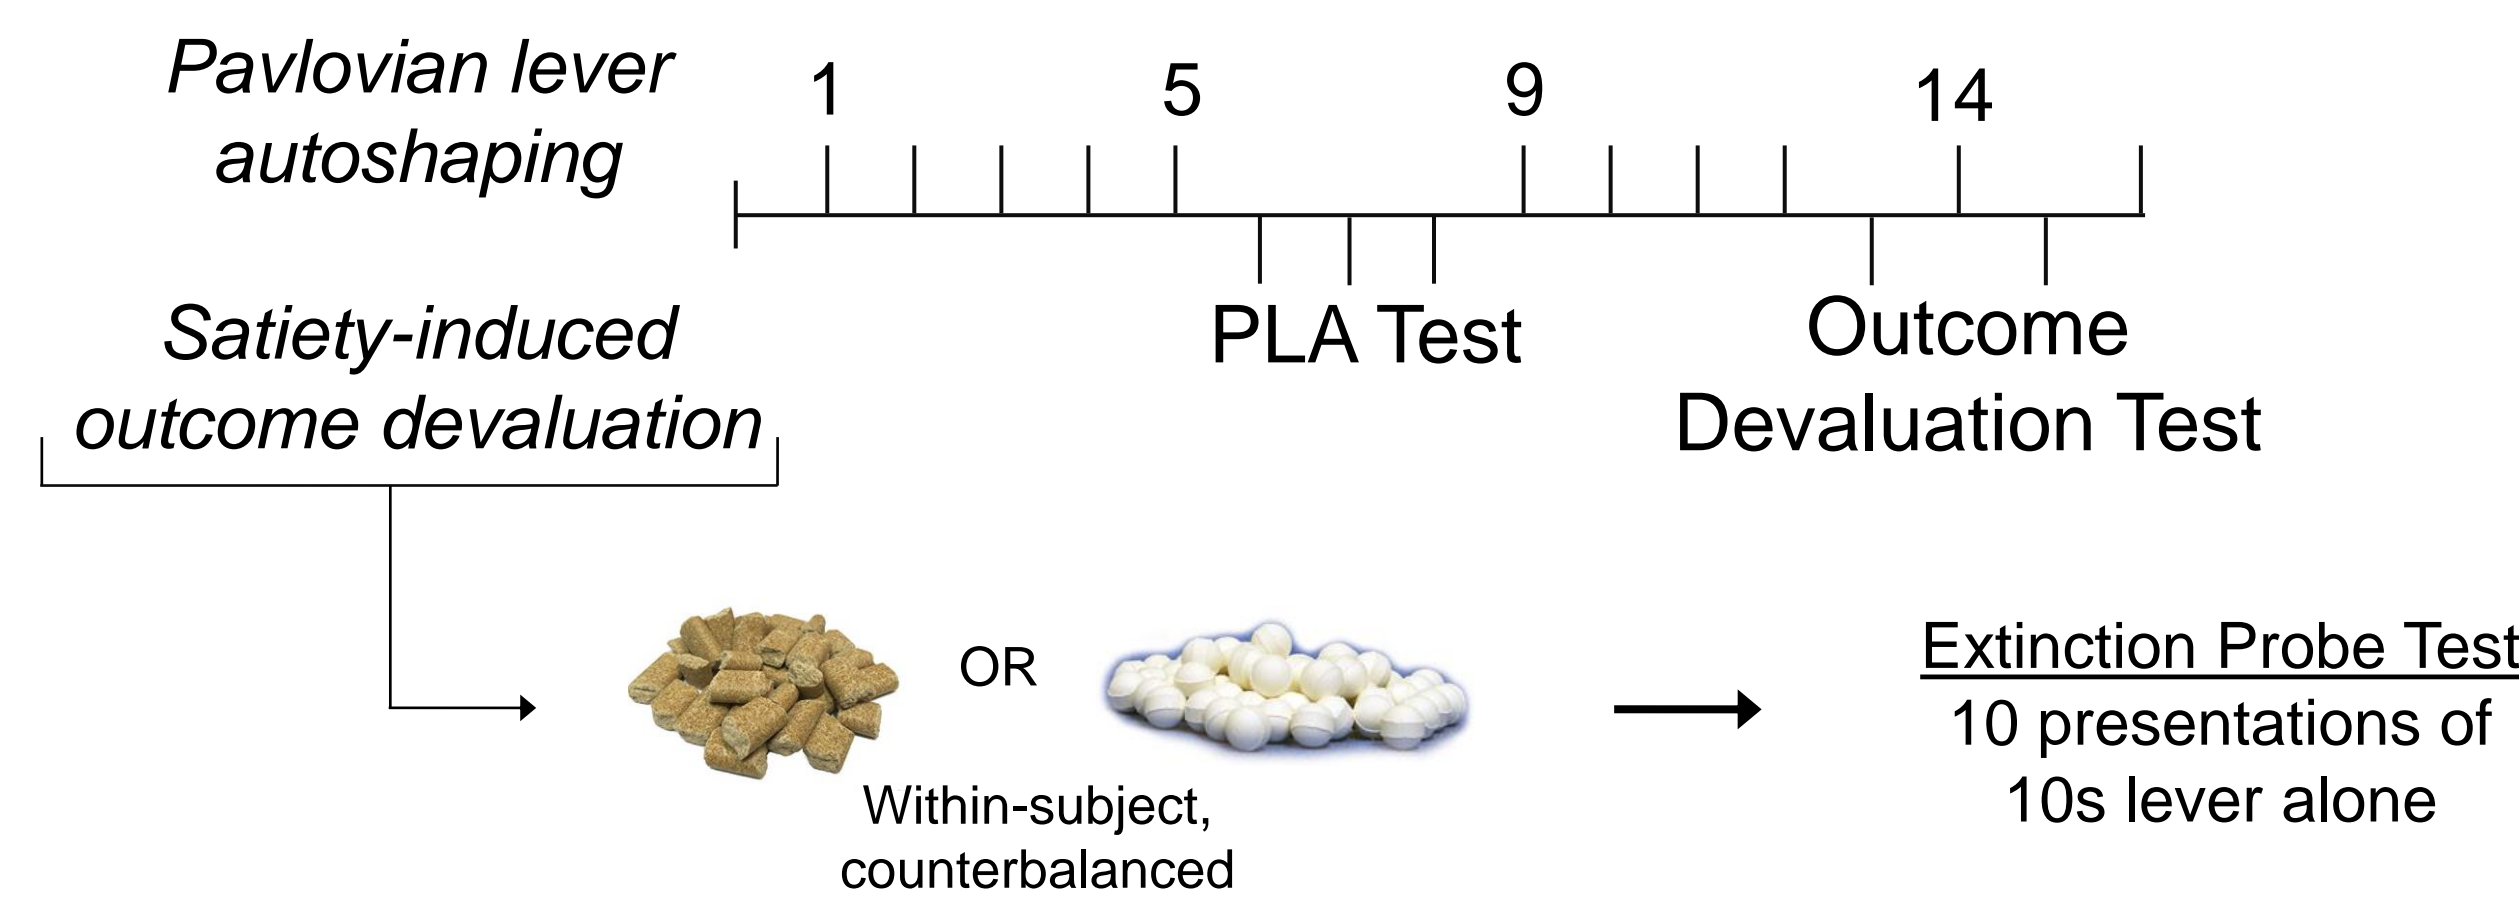 Pavlovian lever
autoshaping
1 5 9 14
Satiety-induced
outcome devaluation
PLA Test
Outcome
Devaluation Test
OR
Within-subject,
counterbalanced
Extinction Probe Test
10 presentations of
10s lever alone